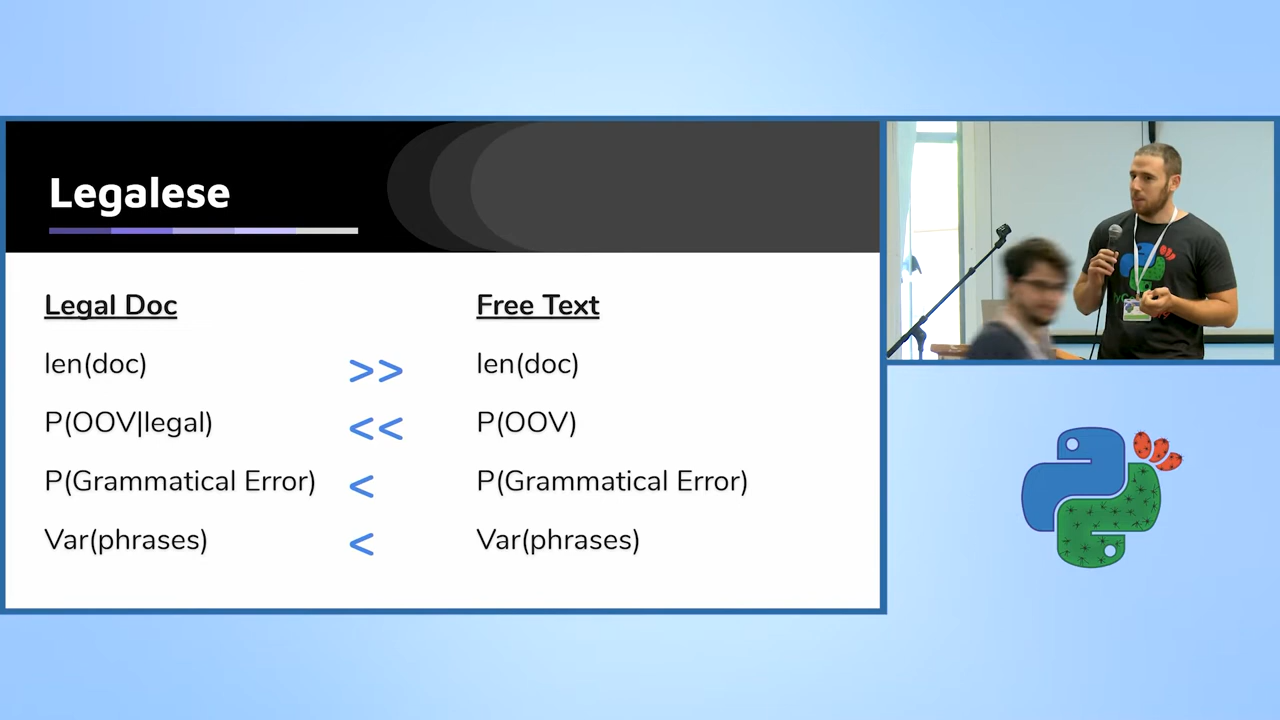 Legalese
Legal Doc Free Text
len(doc) >> len(doc)
P(OOV|legal) << P(OOV)
P(Grammatical Error) < P(Grammatical Error)
Var(phrases) < Var(phrases)